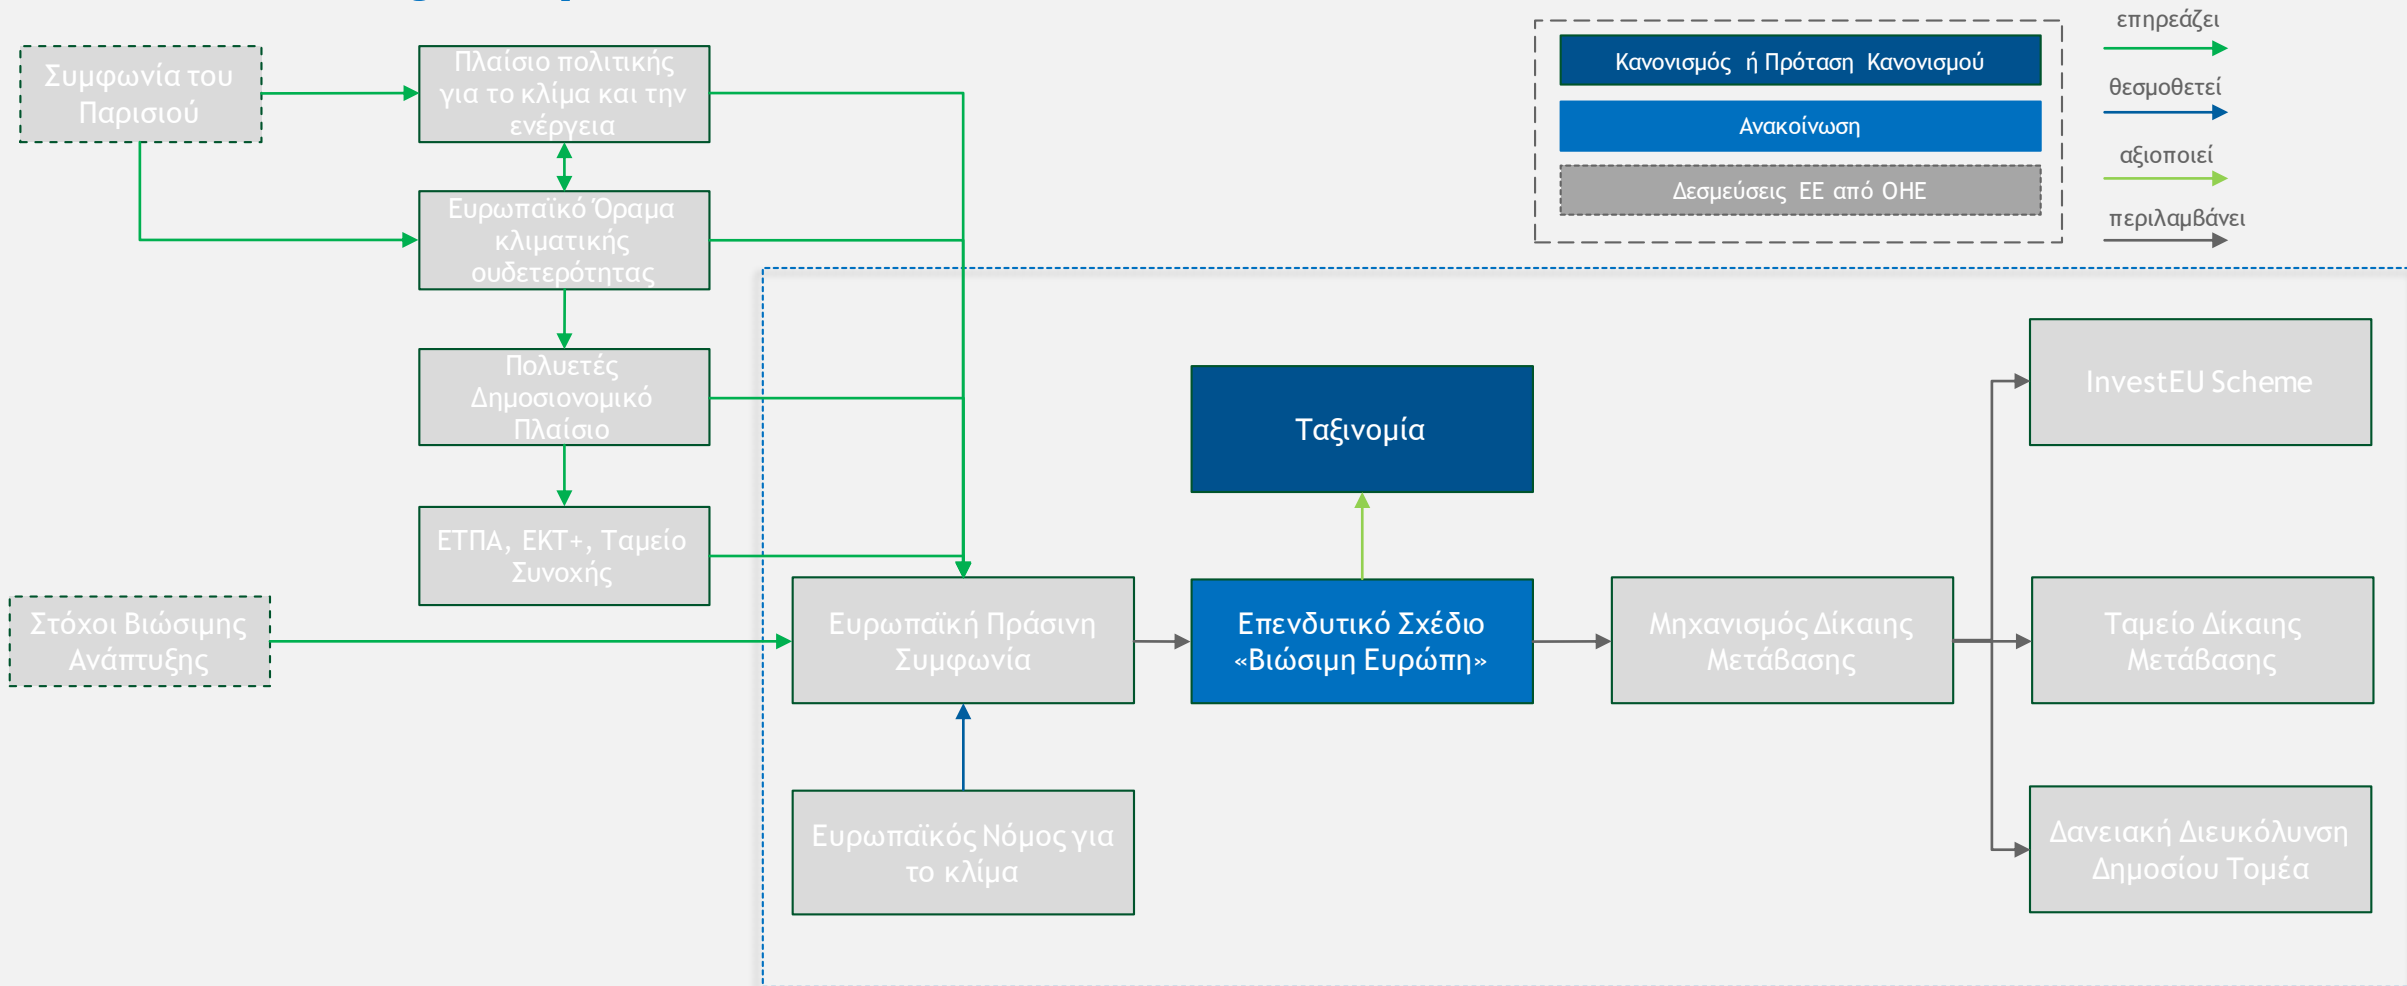 Συμφωνία του
Παρισιού
Πλαίσιο πολιτικής
για το κλίμα και την
ενέργεια
Ευρωπαϊκό Όραμα
κλιματικής
ουδετερότητας
Πολυετές
Δημοσιονομικό
Πλαίσιο
ΕΤΠΑ, ΕΚΤ+, Ταμείο
Συνοχής
Στόχοι Βιώσιμης
Ανάπτυξης
Κανονισμός ή Πρόταση Κανονισμού
Ανακοίνωση
Δεσμεύσεις ΕΕ από ΟΗΕ
επηρεάζει
θεσμοθετεί
αξιοποιεί
περιλαμβάνει
Ταξινομία
Ευρωπαϊκή Πράσινη
Συμφωνία
Επενδυτικό Σχέδιο
«Βιώσιμη Ευρώπη»
Μηχανισμός Δίκαιης
Μετάβασης
InvestEU Scheme
Ταμείο Δίκαιης
Μετάβασης
Δανειακή Διευκόλυνση
Δημοσίου Τομέα
Ευρωπαϊκός Νόμος για
το κλίμα